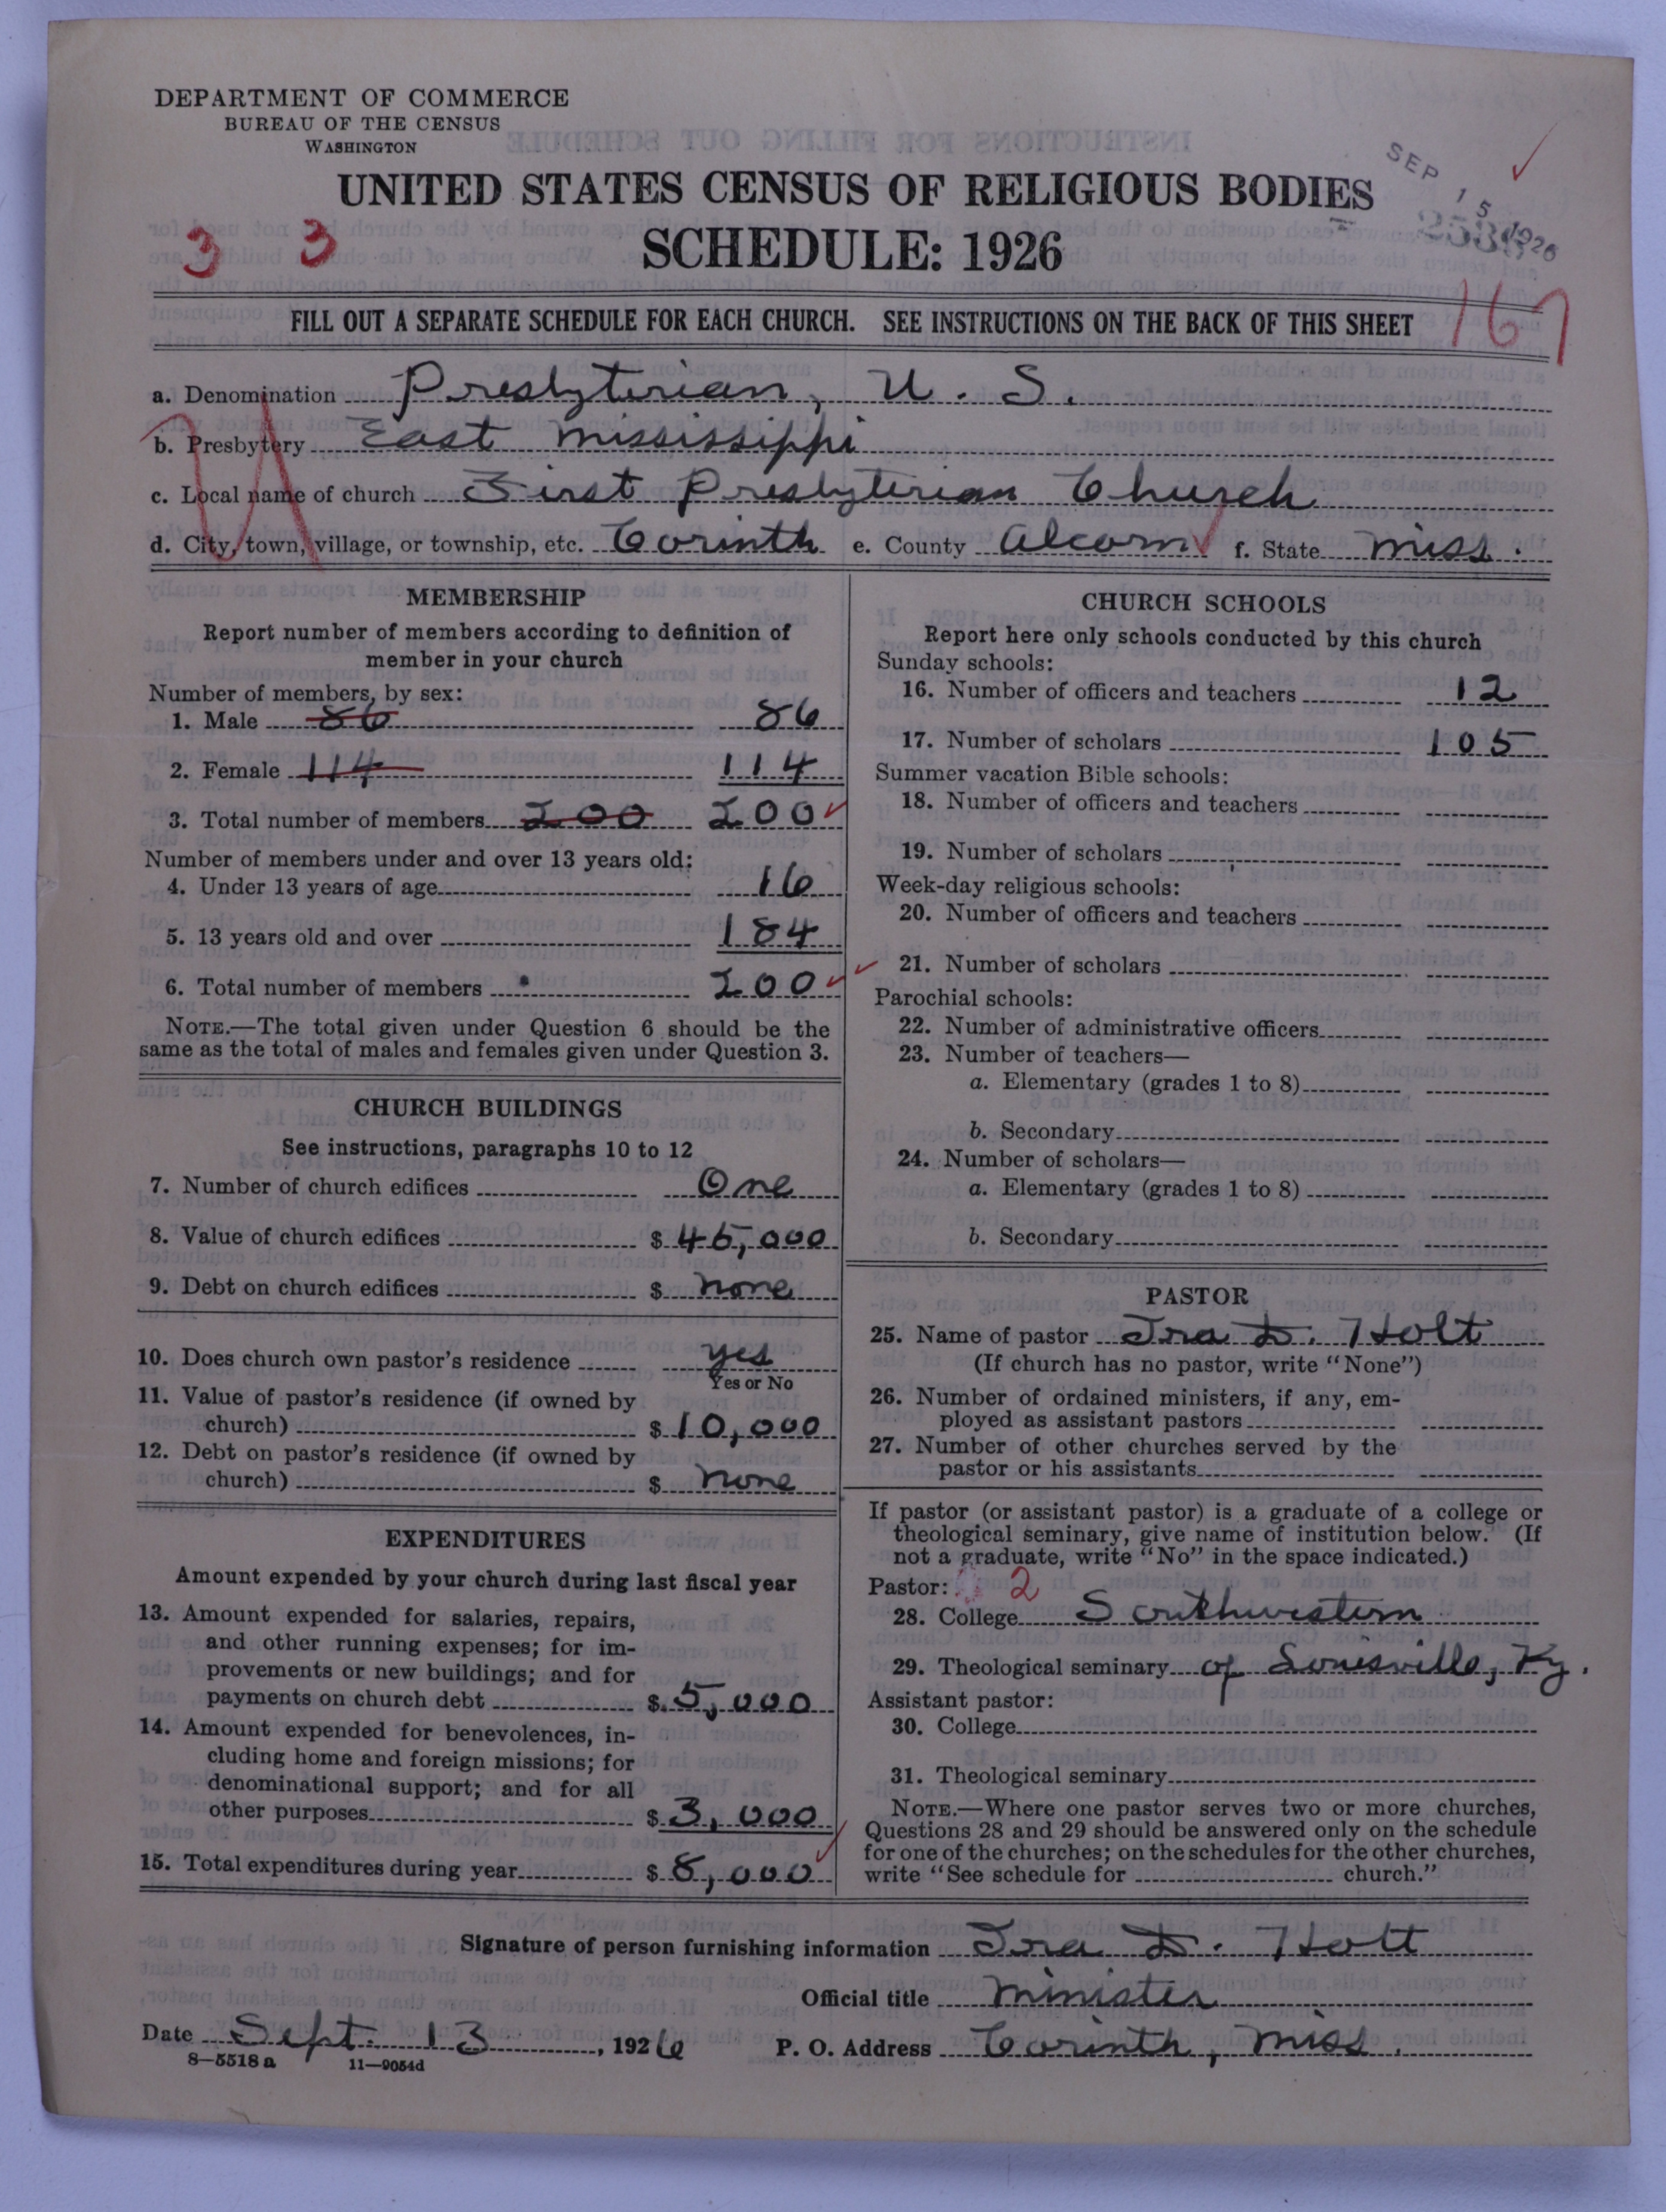 DEPARTMENT OF COMMERCE
BUREAU OF THE CENSUS
WASHINGTON
UNITED STATES CENSUS OF RELIGIOUS BODIES
SCHEDULE: 1926
SEP 15 1926
3 3
FILL OUT A SEPARATE SCHEDULE FOR EACH CHURCH. SEE INSTRUCTIONS ON THE BACK OF THIS SHEET
167
a. Denomination Presbyterian, U. S.
b. Presbytery East Mississippi
c. Local name of church First Presbyterian Church
d. City, town, village, or township, etc. Corinth e. County Alcorn f. State Miss.
MEMBERSHIP
Report number of members according to definition of
member in your church
Number of members, by sex:
1. Male 86 86
2. Female 114 114
3. Total number of members 200 200
Number of members under and over 13 years old:
4. Under 13 years of age 16
5. 13 years old and over 184
6. Total number of members 200
NOTE.—The total given under Question 6 should be the
same as the total of males and females given under Question 3.
CHURCH BUILDINGS
See instructions, paragraphs 10 to 12
7. Number of church edifices One
8. Value of church edifices $ 45,000
9. Debt on church edifices $ none
10. Does church own pastor's residence yes
Yes or No
11. Value of pastor's residence (if owned by
church) $ 10,000
12. Debt on pastor's residence (if owned by
church) $ none
EXPENDITURES
Amount expended by your church during last fiscal year
13. Amount expended for salaries, repairs,
and other running expenses; for im-
provements or new buildings; and for
payments on church debt $ 5,000
14. Amount expended for benevolences, in-
cluding home and foreign missions; for
denominational support; and for all
other purposes $ 3,000
15. Total expenditures during year $ 8,000
CHURCH SCHOOLS
Report here only schools conducted by this church
Sunday schools:
16. Number of officers and teachers 12
17. Number of scholars 105
Summer vacation Bible schools:
18. Number of officers and teachers
19. Number of scholars
Week-day religious schools:
20. Number of officers and teachers
21. Number of scholars
Parochial schools:
22. Number of administrative officers
23. Number of teachers—
a. Elementary (grades 1 to 8)
b. Secondary
24. Number of scholars—
a. Elementary (grades 1 to 8)
b. Secondary
PASTOR
25. Name of pastor Ira D. Holt
(If church has no pastor, write "None")
26. Number of ordained ministers, if any, em-
ployed as assistant pastors
27. Number of other churches served by the
pastor or his assistants
If pastor (or assistant pastor) is a graduate of a college or
theological seminary, give name of institution below. (If
not a graduate, write "No" in the space indicated.)
Pastor: 2
28. College Southwestern
29. Theological seminary of Louisville, Ky.
Assistant pastor:
30. College
31. Theological seminary
NOTE.—Where one pastor serves two or more churches,
Questions 28 and 29 should be answered only on the schedule
for one of the churches; on the schedules for the other churches,
write "See schedule for church."
Signature of person furnishing information Ira D. Holt
Official title Minister
Date Sept. 13, 1926 P. O. Address Corinth, Miss.
8—5518a 11—9054d